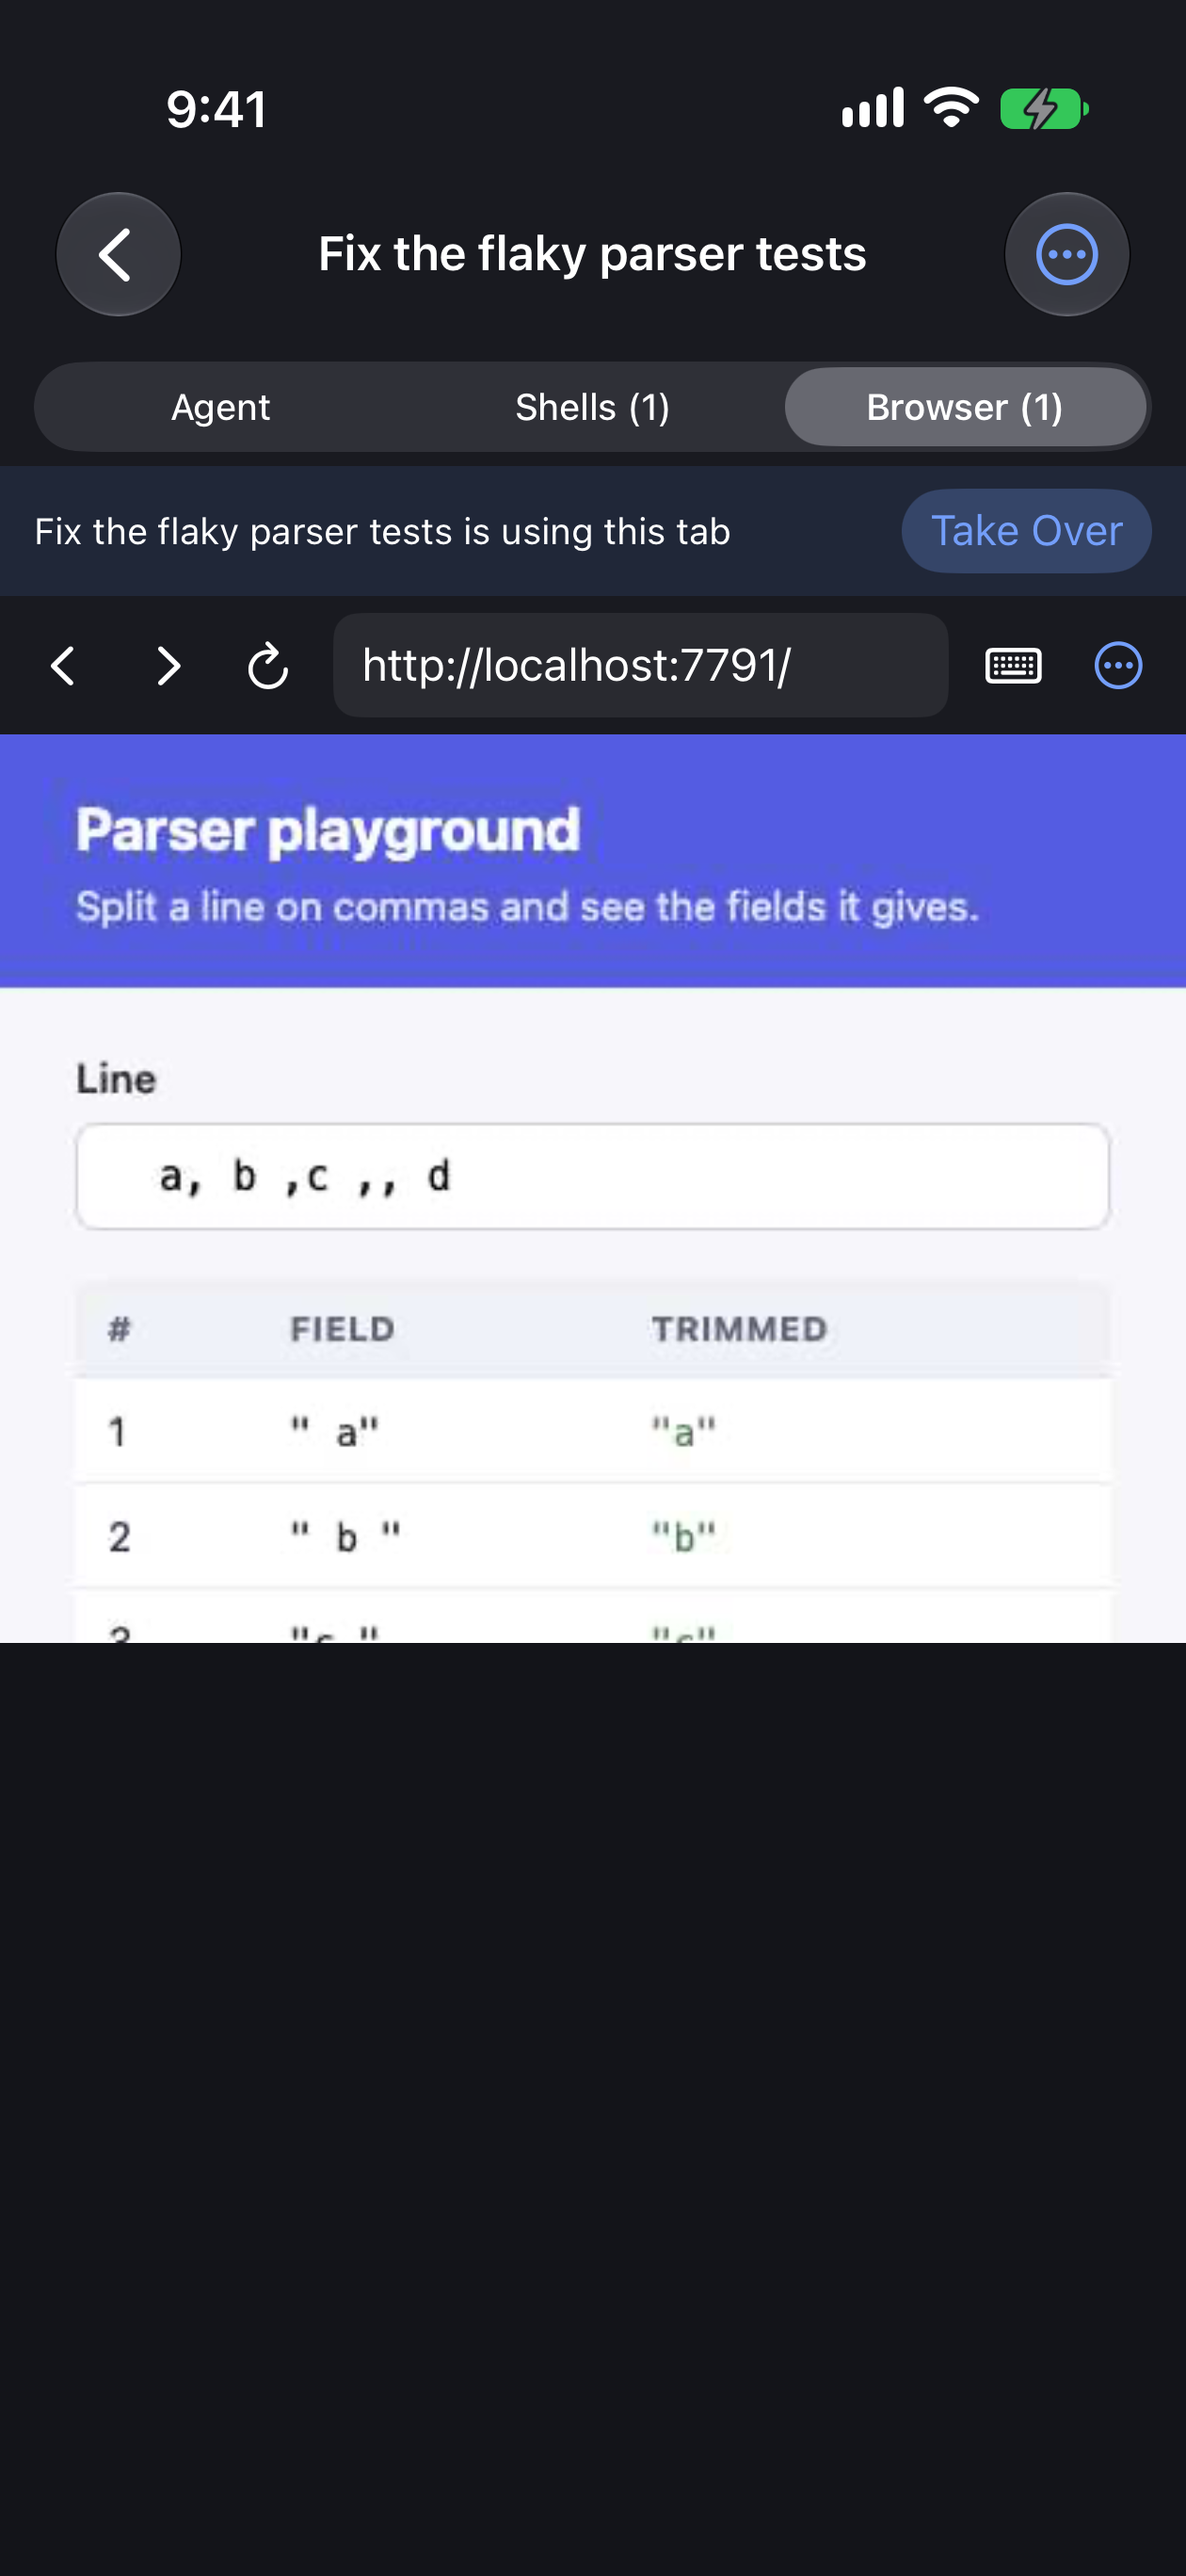 9:41
Fix the flaky parser tests
Agent
Shells (1)
Browser (1)
Fix the flaky parser tests is using this tab
Take Over
http://localhost:7791/
Parser playground
Split a line on commas and see the fields it gives.
Line
a, b ,c ,, d
# FIELD TRIMMED
1 " a" "a"
2 " b " "b"
3 "c " "c"